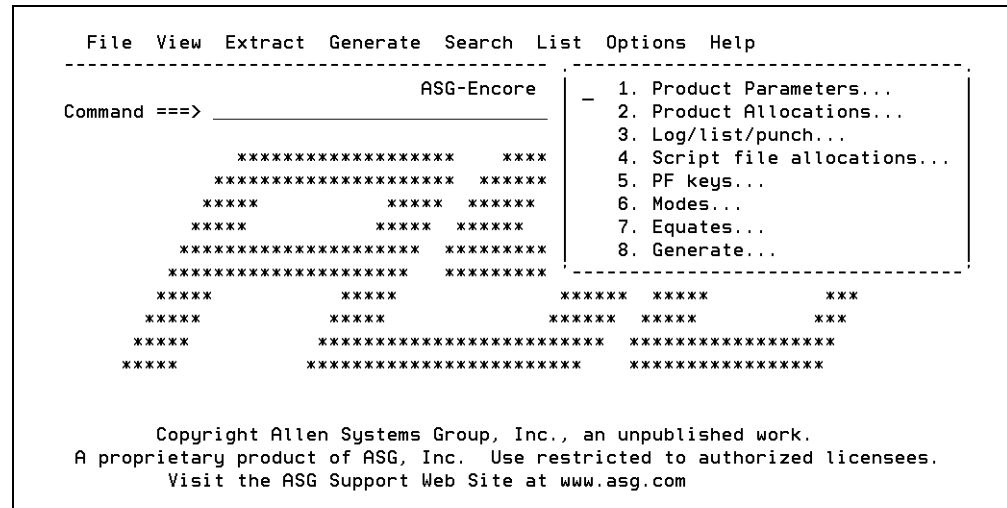 File View Extract Generate Search List Options Help
ASG-Encore
Command ===> _
1. Product Parameters...
2. Product Allocations...
3. Log/list/punch...
4. Script file allocations...
5. PF keys...
6. Modes...
7. Equates...
8. Generate...
Copyright Allen Systems Group, Inc., an unpublished work.
A proprietary product of ASG, Inc. Use restricted to authorized licensees.
Visit the ASG Support Web Site at www.asg.com